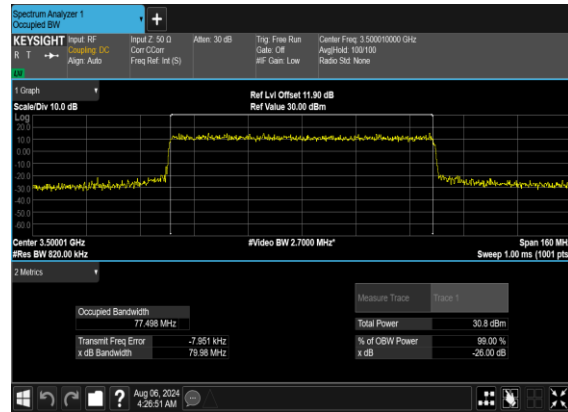 Spectrum Analyzer 1
Occupied BW
+
KEYSIGHT Input: RF Input Z: 50 Ω Atten: 30 dB Trig: Free Run Center Freq: 3.500010000 GHz
R T Coupling: DC Corr CCorr Gate: Off Avg|Hold: 100/100
Align: Auto Freq Ref: Int (S) #IF Gain: Low Radio Std: None
1 Graph
Ref Lvl Offset 11.90 dB
Scale/Div 10.0 dB Ref Value 30.00 dBm
Log
20.0
10.0
0.00
-10.0
-20.0
-30.0
-40.0
-50.0
-60.0
Center 3.50001 GHz #Video BW 2.7000 MHz* Span 160 MH
#Res BW 820.00 kHz Sweep 1.00 ms (1001 pts
2 Metrics
Measure Trace Trace 1
Occupied Bandwidth
77.498 MHz Total Power 30.8 dBm
Transmit Freq Error -7.951 kHz % of OBW Power 99.00 %
x dB Bandwidth 79.98 MHz x dB -26.00 dB
? Aug 06, 2024
4:26:51 AM